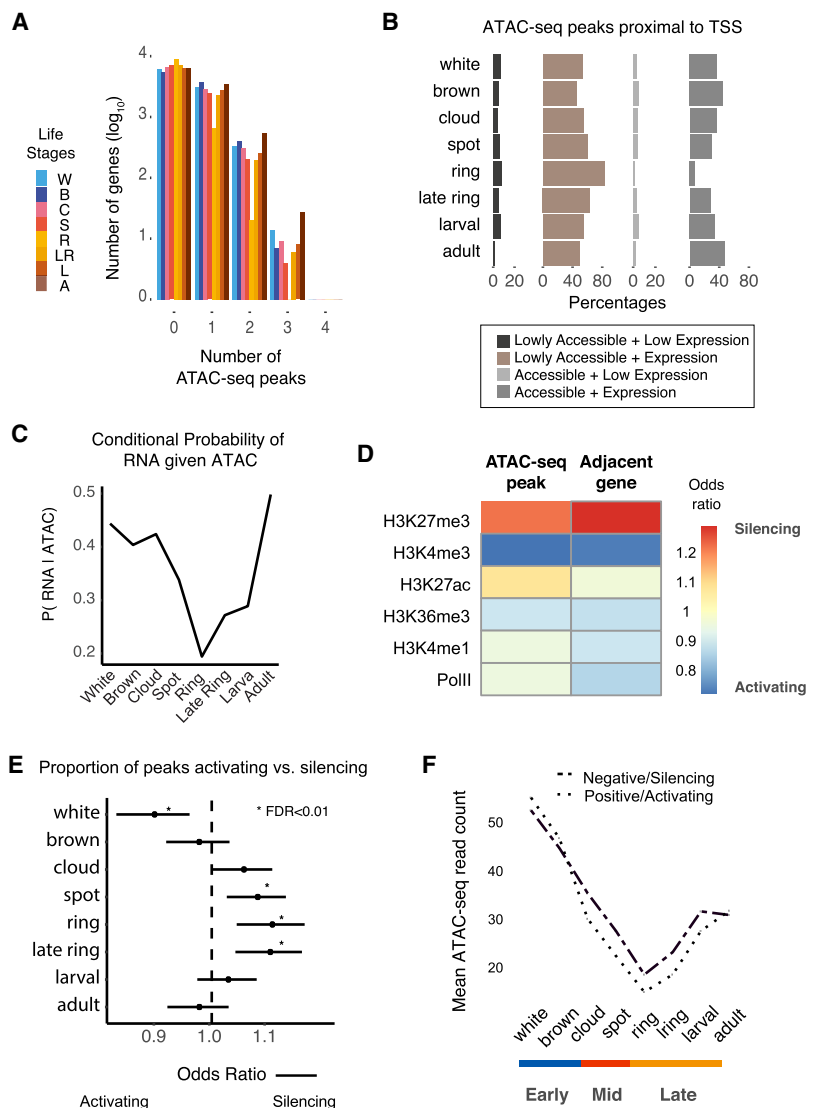 A
Life
Stages
W
B
C
S
R
LR
L
A
Number of genes (log10)
4.
3.
2.
1.
0.
0 1 2 3 4
Number of
ATAC-seq peaks
B
ATAC-seq peaks proximal to TSS
white
brown
cloud
spot
ring
late ring
larval
adult
0 20 0 40 80 0 20 0 40 80
Percentages
Lowly Accessible + Low Expression
Lowly Accessible + Expression
Accessible + Low Expression
Accessible + Expression
C
Conditional Probability of
RNA given ATAC
P( RNA | ATAC)
0.5
0.4
0.3
0.2
White
Brown
Cloud
Spot
Ring
Late Ring
Larva
Adult
D
ATAC-seq
peak
Adjacent
gene
H3K27me3
H3K4me3
H3K27ac
H3K36me3
H3K4me1
PolII
Odds
ratio
1.2
1.1
1
0.9
0.8
Silencing
Activating
E
Proportion of peaks activating vs. silencing
white
brown
cloud
spot
ring
late ring
larval
adult
*
* FDR<0.01
*
*
*
0.9 1.0 1.1
Odds Ratio
Activating
Silencing
F
Negative/Silencing
Positive/Activating
Mean ATAC-seq read count
50
40
30
20
white
brown
cloud
spot
ring
lring
larval
adult
Early
Mid
Late